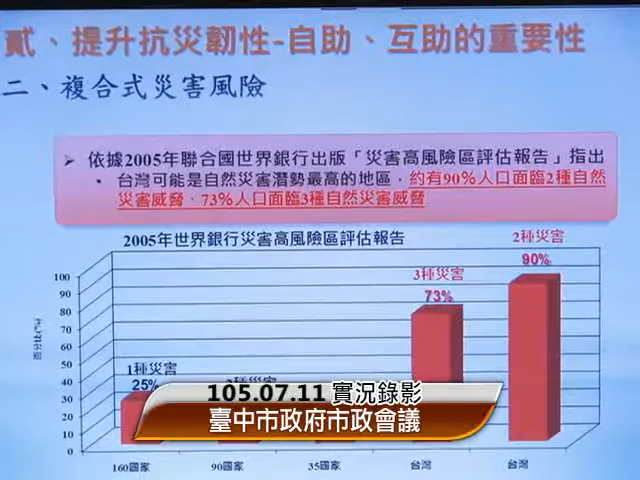 貳、提升抗災韌性-自助、互助的重要性
二、複合式災害風險
➢ 依據2005年聯合國世界銀行出版「災害高風險區評估報告」指出
• 台灣可能是自然災害潛勢最高的地區，約有90%人口面臨2種自然
災害威脅、73%人口面臨3種自然災害威脅
2005年世界銀行災害高風險區評估報告
2種災害
90%
3種災害
73%
1種災害
25%
百分比(%)
100
90
80
70
60
50
40
30
20
10
0
160國家
90國家
35國家
台灣
台灣
105.07.11 實況錄影
臺中市政府市政會議